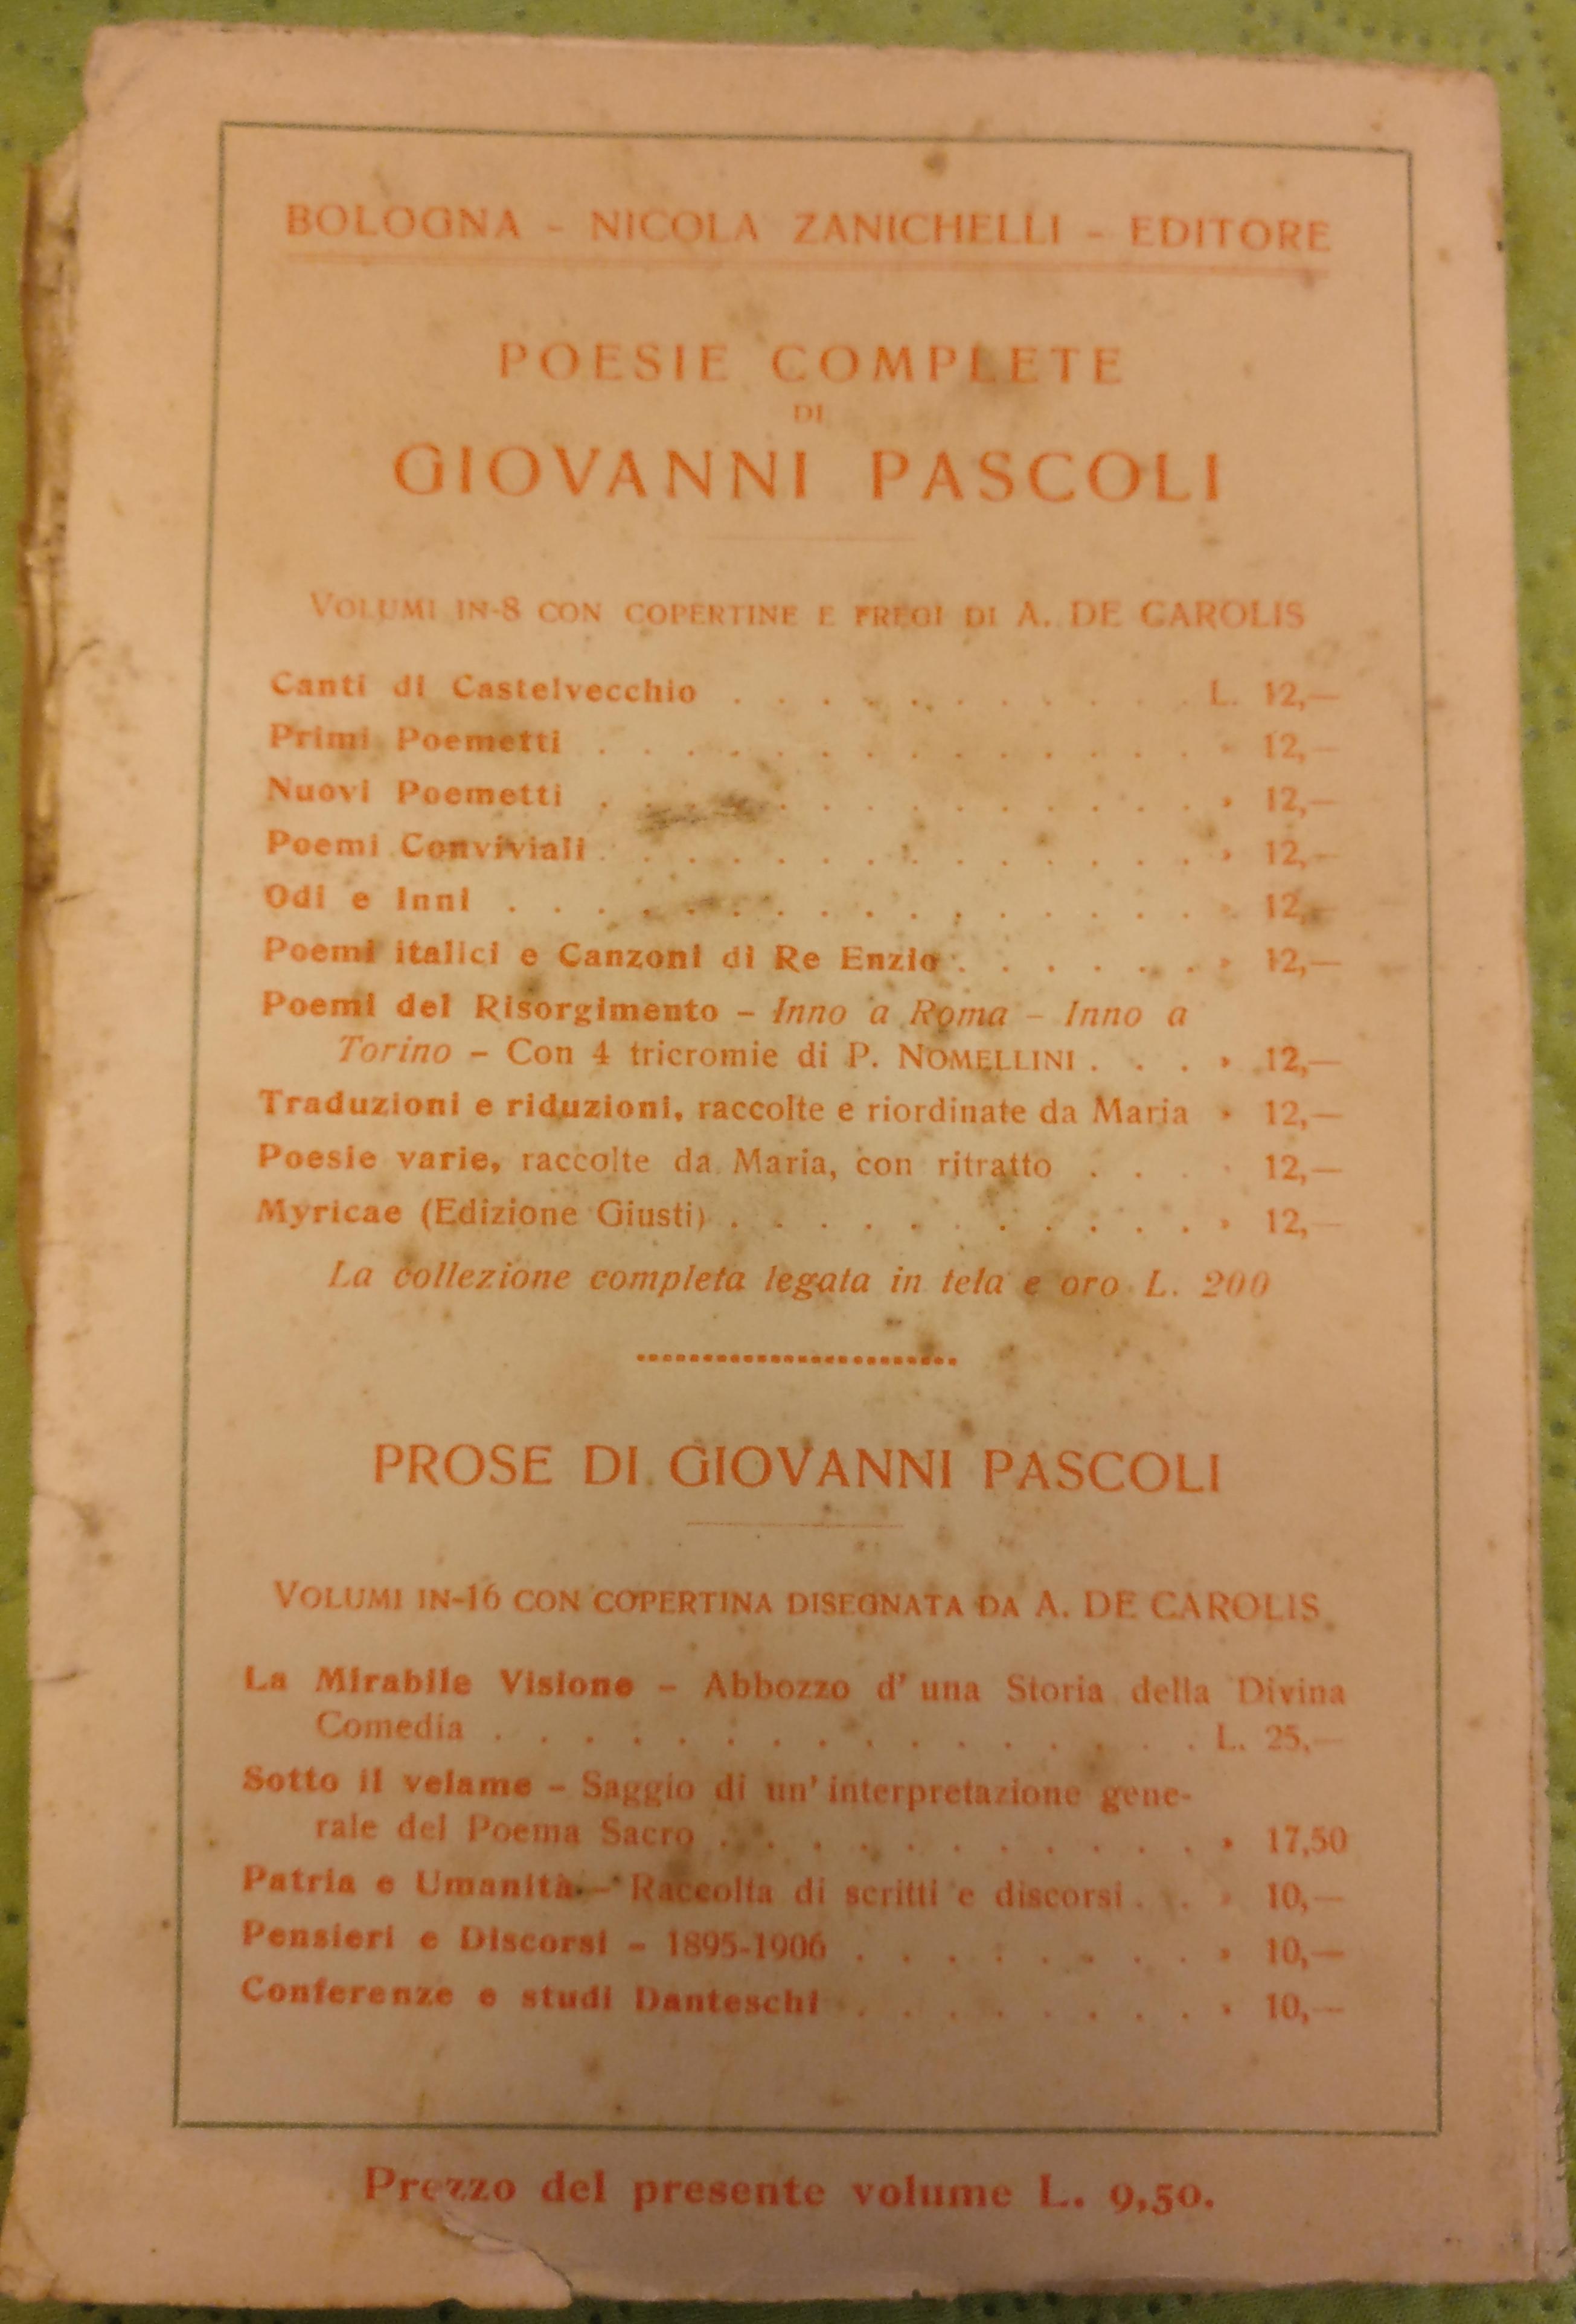 BOLOGNA - NICOLA ZANICHELLI - EDITORE
POESIE COMPLETE
DI
GIOVANNI PASCOLI
VOLUMI IN-8 CON COPERTINE E FREGI DI A. DE CAROLIS
Canti di Castelvecchio . . . . . . . . . . . L. 12,—
Primi Poemetti . . . . . . . . . . . . . . » 12,—
Nuovi Poemetti . . . . . . . . . . . . . . » 12,—
Poemi Conviviali . . . . . . . . . . . . . . » 12,—
Odi e Inni . . . . . . . . . . . . . . . . » 12,—
Poemi italici e Canzoni di Re Enzio . . . . . . » 12,—
Poemi del Risorgimento – Inno a Roma – Inno a
Torino – Con 4 tricromie di P. NOMELLINI . . . » 12,—
Traduzioni e riduzioni, raccolte e riordinate da Maria » 12,—
Poesie varie, raccolte da Maria, con ritratto . . . » 12,—
Myricae (Edizione Giusti) . . . . . . . . . . . » 12,—
La collezione completa legata in tela e oro L. 200
PROSE DI GIOVANNI PASCOLI
VOLUMI IN-16 CON COPERTINA DISEGNATA DA A. DE CAROLIS
La Mirabile Visione – Abbozzo d' una Storia della Divina
Comedia . . . . . . . . . . . . . . . . L. 25,—
Sotto il velame – Saggio di un' interpretazione gene-
rale del Poema Sacro . . . . . . . . . . . » 17,50
Patria e Umanità – Raccolta di scritti e discorsi . . » 10,—
Pensieri e Discorsi – 1895-1906 . . . . . . . . » 10,—
Conferenze e studi Danteschi . . . . . . . . . » 10,—
Prezzo del presente volume L. 9,50.